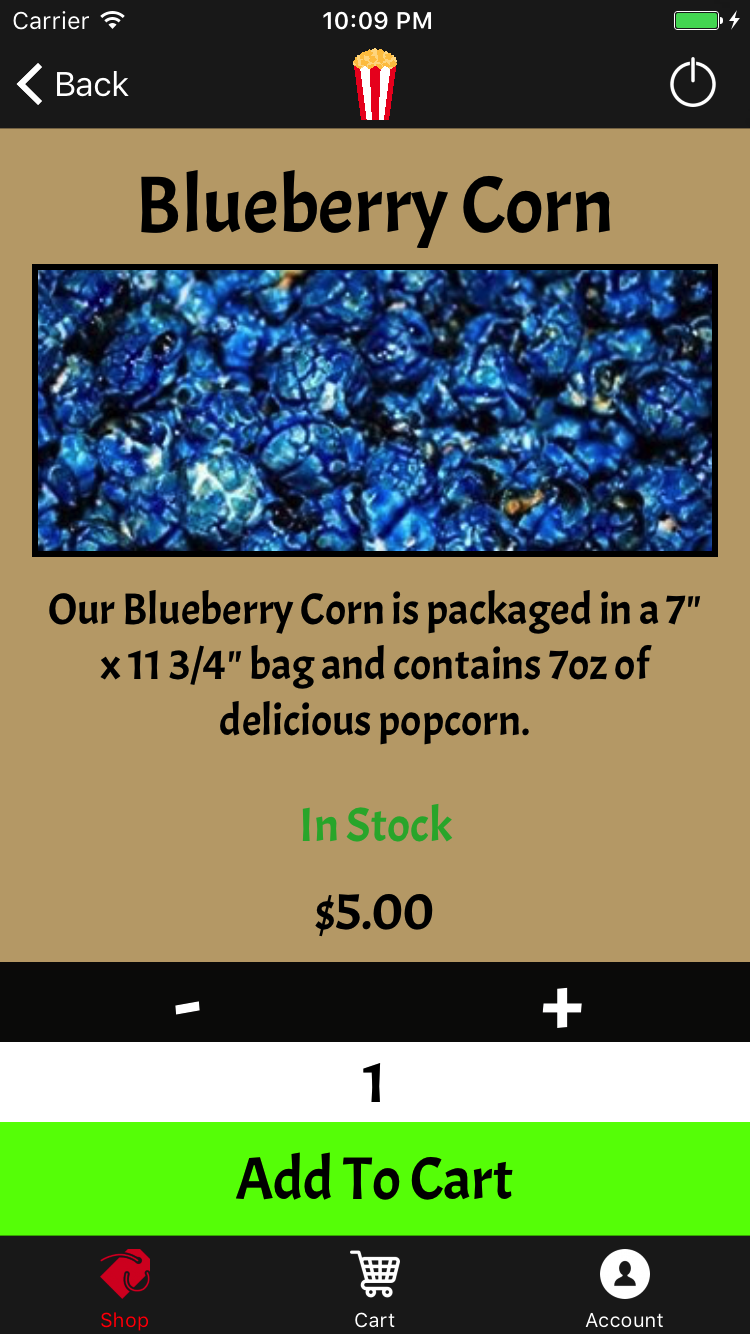 Carrier 10:09 PM
Back
Blueberry Corn
Our Blueberry Corn is packaged in a 7"
x 11 3/4" bag and contains 7oz of
delicious popcorn.
In Stock
$5.00
- +
1
Add To Cart
Shop Cart Account